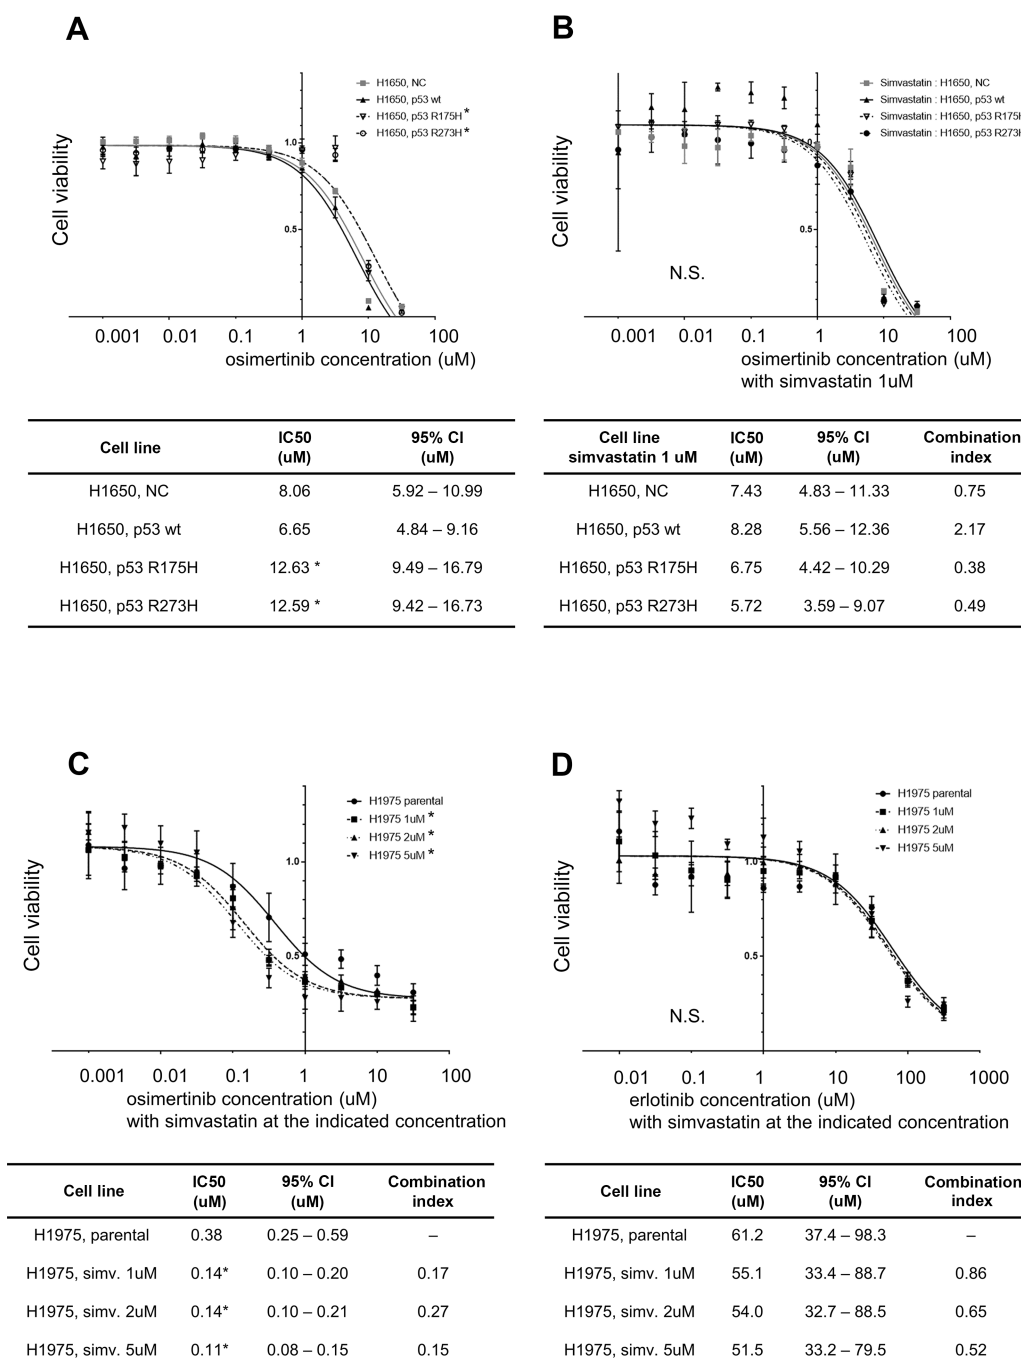 A
H1650, NC
H1650, p53 wt
H1650, p53 R175H *
H1650, p53 R273H *
1.0
0.5
Cell viability
0.001 0.01 0.1 1 10 100
osimertinib concentration (uM)
B
Simvastatin : H1650, NC
Simvastatin : H1650, p53 wt
Simvastatin : H1650, p53 R175H
Simvastatin : H1650, p53 R273H
0.5
Cell viability
N.S.
0.001 0.01 0.1 1 10 100
osimertinib concentration (uM)
with simvastatin 1uM
Cell line IC50 (uM) 95% CI (uM)
H1650, NC 8.06 5.92 – 10.99
H1650, p53 wt 6.65 4.84 – 9.16
H1650, p53 R175H 12.63 * 9.49 – 16.79
H1650, p53 R273H 12.59 * 9.42 – 16.73
Cell line simvastatin 1 uM IC50 (uM) 95% CI (uM) Combination index
H1650, NC 7.43 4.83 – 11.33 0.75
H1650, p53 wt 8.28 5.56 – 12.36 2.17
H1650, p53 R175H 6.75 4.42 – 10.29 0.38
H1650, p53 R273H 5.72 3.59 – 9.07 0.49
C
H1975 parental
H1975 1uM *
H1975 2uM *
H1975 5uM *
1.0
0.5
Cell viability
0.001 0.01 0.1 1 10 100
osimertinib concentration (uM)
with simvastatin at the indicated concentration
D
H1975 parental
H1975 1uM
H1975 2uM
H1975 5uM
1.0
0.5
Cell viability
N.S.
0.01 0.1 1 10 100 1000
erlotinib concentration (uM)
with simvastatin at the indicated concentration
Cell line IC50 (uM) 95% CI (uM) Combination index
H1975, parental 0.38 0.25 – 0.59 –
H1975, simv. 1uM 0.14* 0.10 – 0.20 0.17
H1975, simv. 2uM 0.14* 0.10 – 0.21 0.27
H1975, simv. 5uM 0.11* 0.08 – 0.15 0.15
Cell line IC50 (uM) 95% CI (uM) Combination index
H1975, parental 61.2 37.4 – 98.3 –
H1975, simv. 1uM 55.1 33.4 – 88.7 0.86
H1975, simv. 2uM 54.0 32.7 – 88.5 0.65
H1975, simv. 5uM 51.5 33.2 – 79.5 0.52